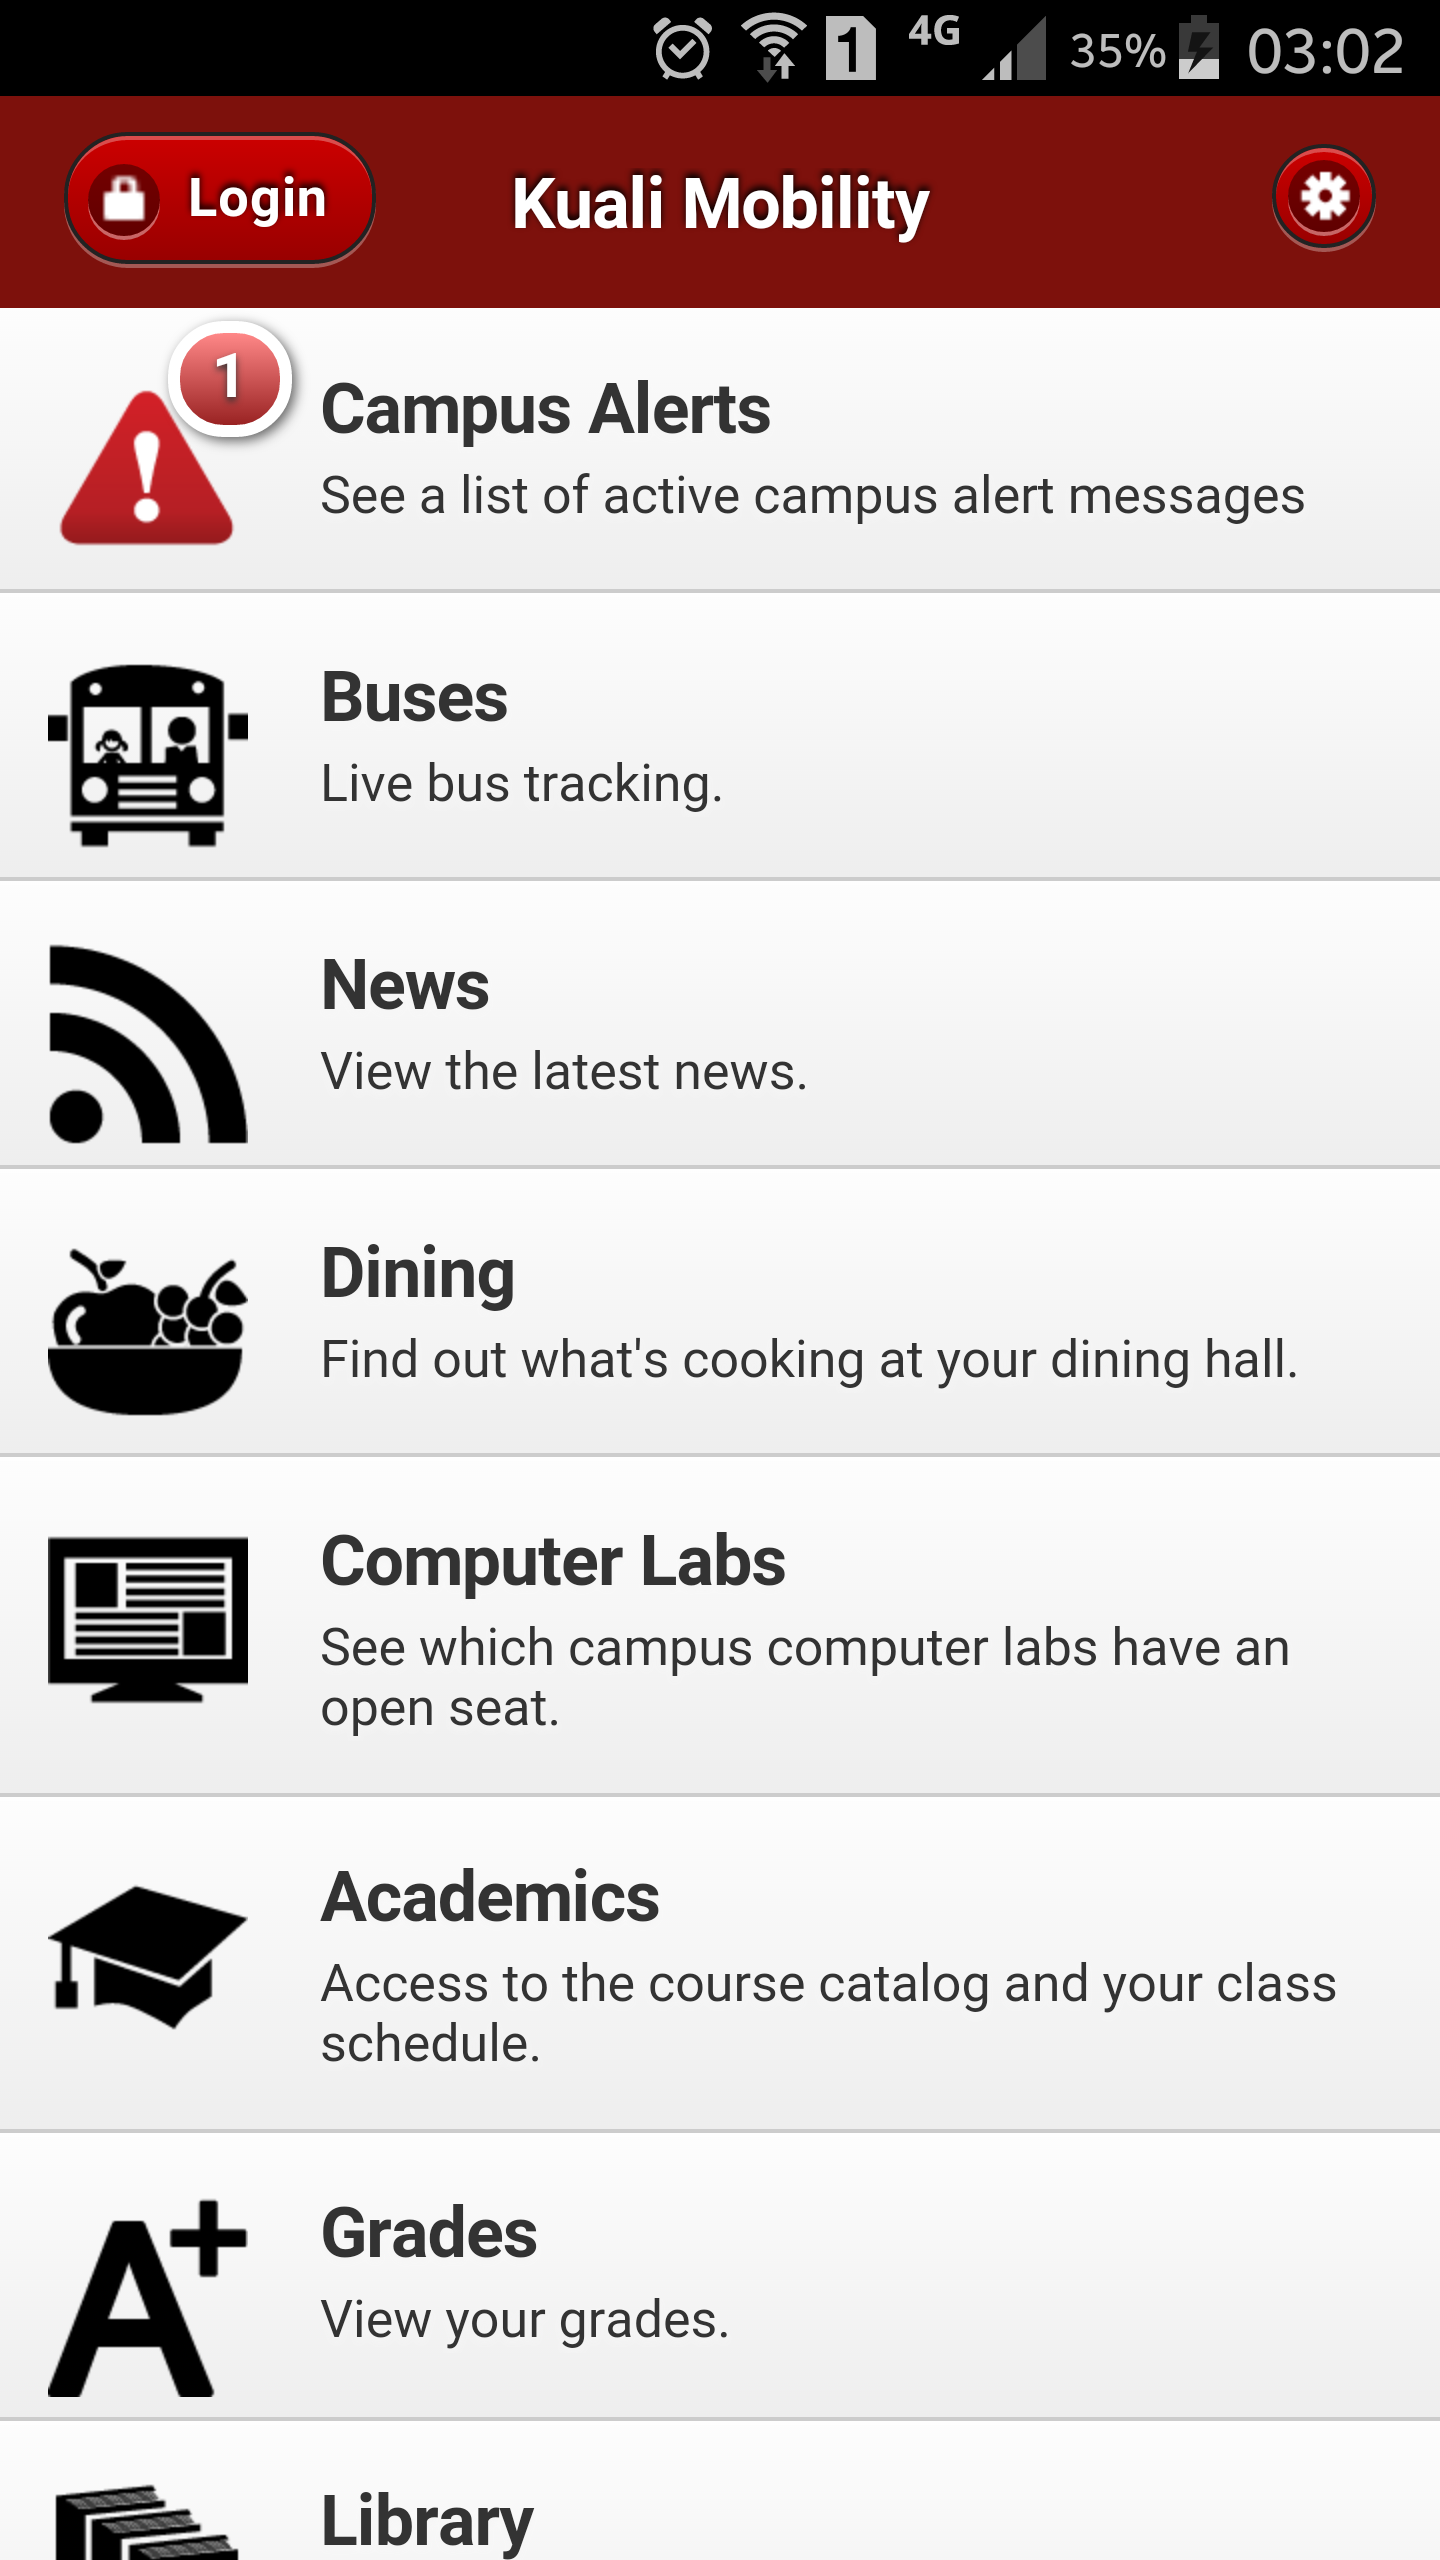 1 4G 35% 03:02
Login Kuali Mobility
1
Campus Alerts
See a list of active campus alert messages
Buses
Live bus tracking.
News
View the latest news.
Dining
Find out what's cooking at your dining hall.
Computer Labs
See which campus computer labs have an
open seat.
Academics
Access to the course catalog and your class
schedule.
A+
Grades
View your grades.
Library